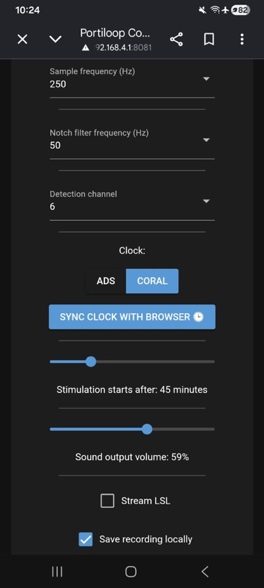 10:24
82
Portiloop Co...
92.168.4.1:8081
Sample frequency (Hz)
250
Notch filter frequency (Hz)
50
Detection channel
6
Clock:
ADS
CORAL
SYNC CLOCK WITH BROWSER
Stimulation starts after: 45 minutes
Sound output volume: 59%
Stream LSL
Save recording locally